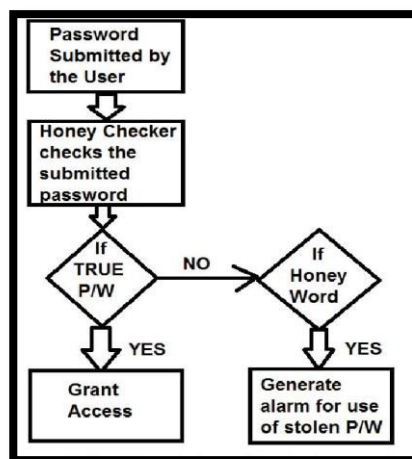 Password
Submitted by
the User
Honey Checker
checks the
submitted
password
If
TRUE
P/W
NO
If
Honey
Word
YES
YES
Grant
Access
Generate
alarm for use
of stolen P/W